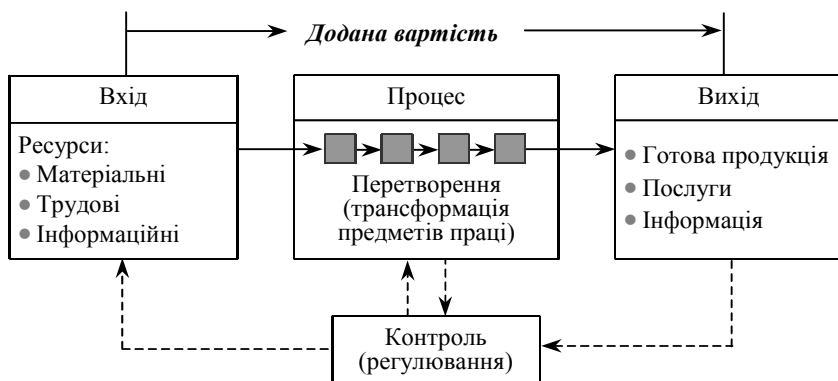 Додана вартість
Вхід
Ресурси:
Матеріальні
Трудові
Інформаційні
Процес
Перетворення
(трансформація
предметів праці)
Вихід
Готова продукція
Послуги
Інформація
Контроль
(регулювання)